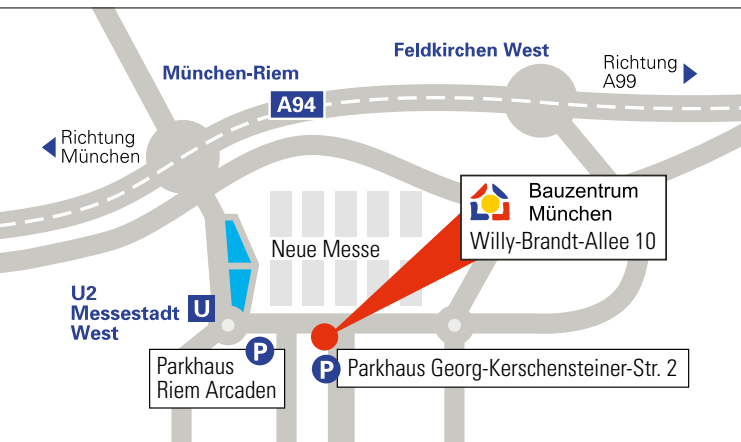 Feldkirchen West
München-Riem
Richtung
A99
A94
Richtung
München
Bauzentrum
München
Willy-Brandt-Allee 10
Neue Messe
U2
Messestadt
West
U
P
Parkhaus
Riem Arcaden
P
Parkhaus Georg-Kerschensteiner-Str. 2